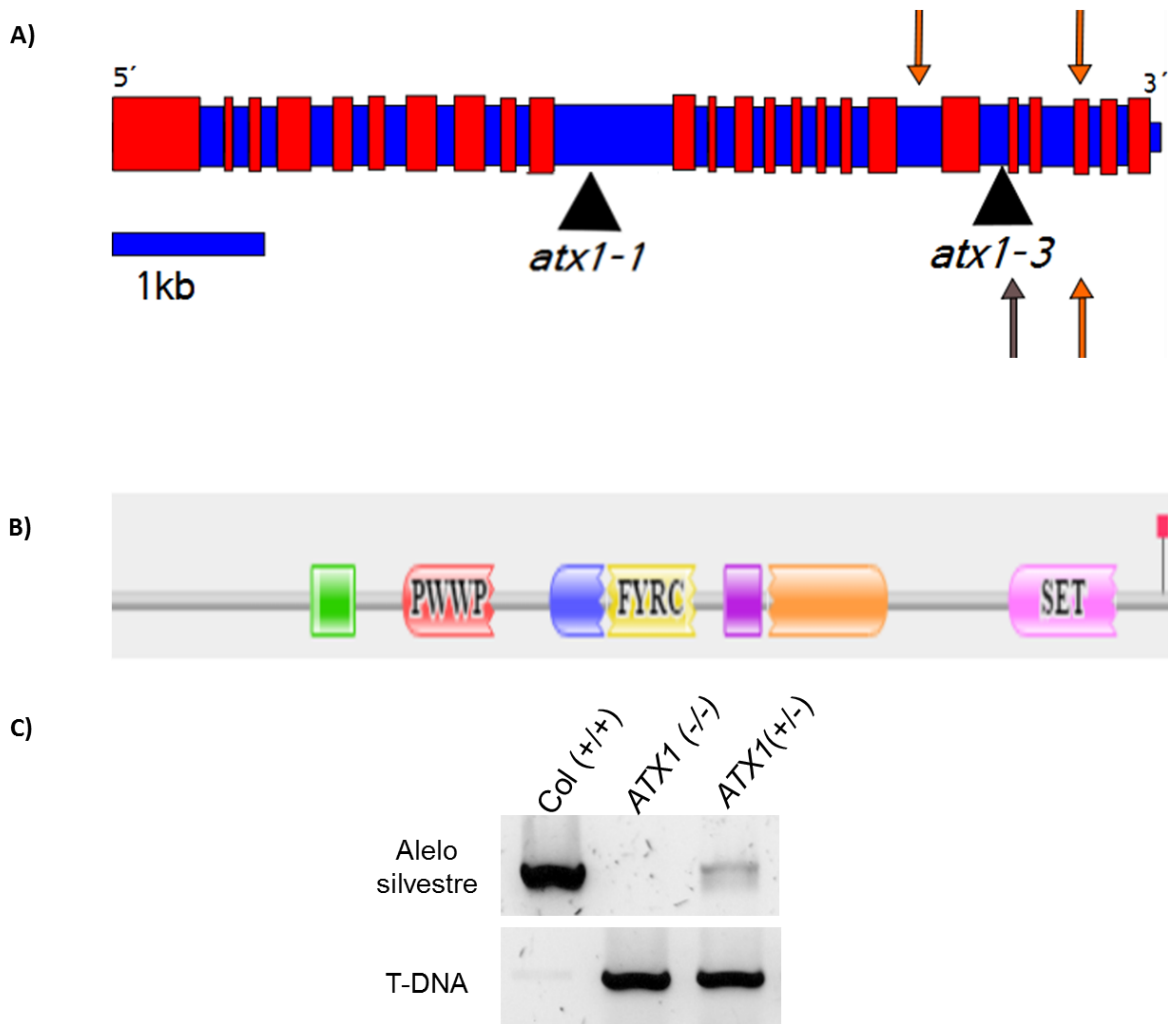 A)
5´
3´
atx1-1
atx1-3
1kb
B)
PWWP
FYRC
SET
C)
Col (+/+)
ATX1 (-/-)
ATX1(+/-)
Alelo
silvestre
T-DNA